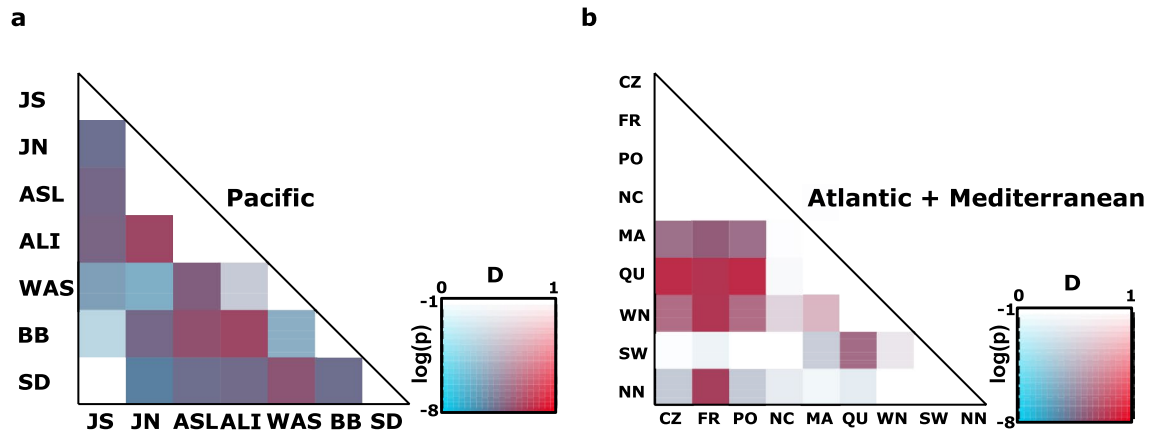 a
JS
JN
ASL
ALI
WAS
BB
SD
Pacific
JS JN ASL ALI WAS BB SD
D
0 1
-1
log(p)
-8
b
CZ
FR
PO
NC
MA
QU
WN
SW
NN
Atlantic + Mediterranean
CZ FR PO NC MA QU WN SW NN
D
0 1
-1
log(p)
-8